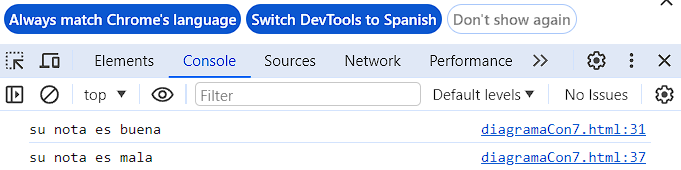 Always match Chrome's language Switch DevTools to Spanish Don't show again
Elements Console Sources Network Performance
top Filter Default levels No Issues
su nota es buena diagramaCon7.html:31
su nota es mala diagramaCon7.html:37